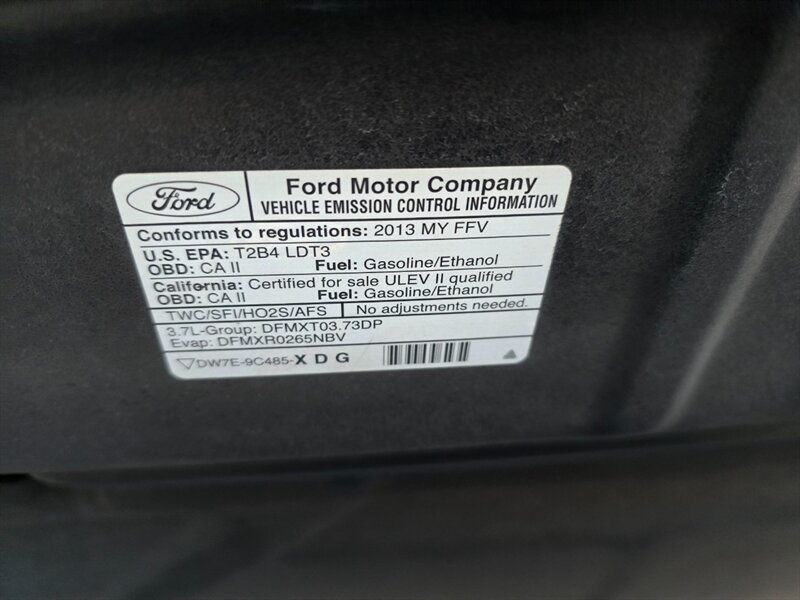 Ford
Ford Motor Company
VEHICLE EMISSION CONTROL INFORMATION
Conforms to regulations: 2013 MY FFV
U.S. EPA: T2B4 LDT3
OBD: CA II Fuel: Gasoline/Ethanol
California: Certified for sale ULEV II qualified
OBD: CA II Fuel: Gasoline/Ethanol
TWC/SFI/HO2S/AFS No adjustments needed.
3.7L-Group: DFMXT03.73DP
Evap: DFMXR0265NBV
DW7E-9C485-X D G